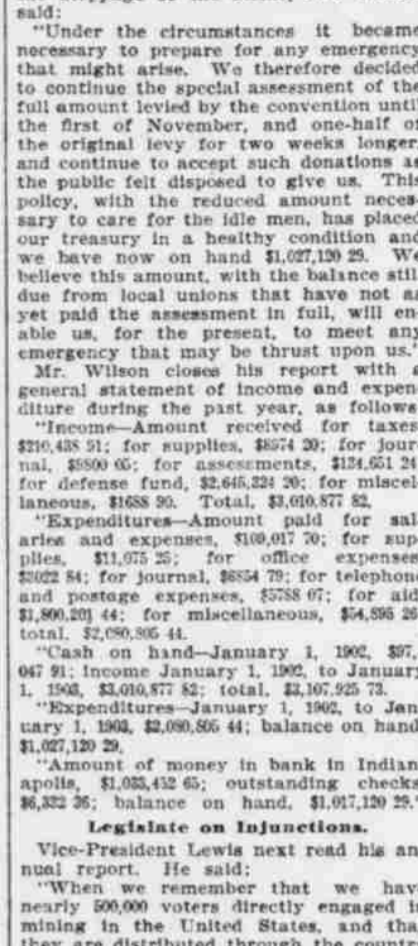 said:
"Under the circumstances it became
necessary to prepare for any emergency
that might arise. We therefore decided
to continue the special assessment of the
full amount levied by the convention unti
the first of November, and one-half of
the original levy for two weeks longer,
and continue to accept such donations as
the public felt disposed to give us. This
policy, with the reduced amount neces
sary to care for the idle men, has placed
our treasury in a healthy condition and
we have now on hand $1,027,120 29. We
believe this amount, with the balance stil
due from local unions that have not as
yet paid the assessment in full, will en
able us, for the present, to meet any
emergency that may be thrust upon us."
Mr. Wilson closes his report with a
general statement of income and expen
diture during the past year, as follows
"Income—Amount received for taxes
$210,438 51; for supplies, $8974 20; for jour
nal, $9800 05; for assessments, $134,651 24
for defense fund, $2,645,324 20; for miscel
laneous, $1688 90. Total, $3,010,877 82.
"Expenditures—Amount paid for sal
aries and expenses, $109,017 70; for sup
plies, $11,075 25; for office expenses
$3022 84; for journal, $6854 79; for telephone
and postage expenses, $5788 07; for aid
$1,800,201 44; for miscellaneous, $54,895 26
total, $2,080,805 44.
"Cash on hand—January 1, 1902, $97,
047 91; income January 1, 1902, to January
1, 1903, $3,010,877 82; total, $3,107,925 73.
"Expenditures—January 1, 1902, to Jan
uary 1, 1903, $2,080,805 44; balance on hand
$1,027,120 29.
"Amount of money in bank in Indian
apolis, $1,033,452 65; outstanding checks
$6,332 36; balance on hand, $1,017,120 29."
Legislate on Injunctions.
Vice-President Lewis next read his an
nual report. He said:
"When we remember that we have
nearly 500,000 voters directly engaged in
mining in the United States, and that
they are distributed through the